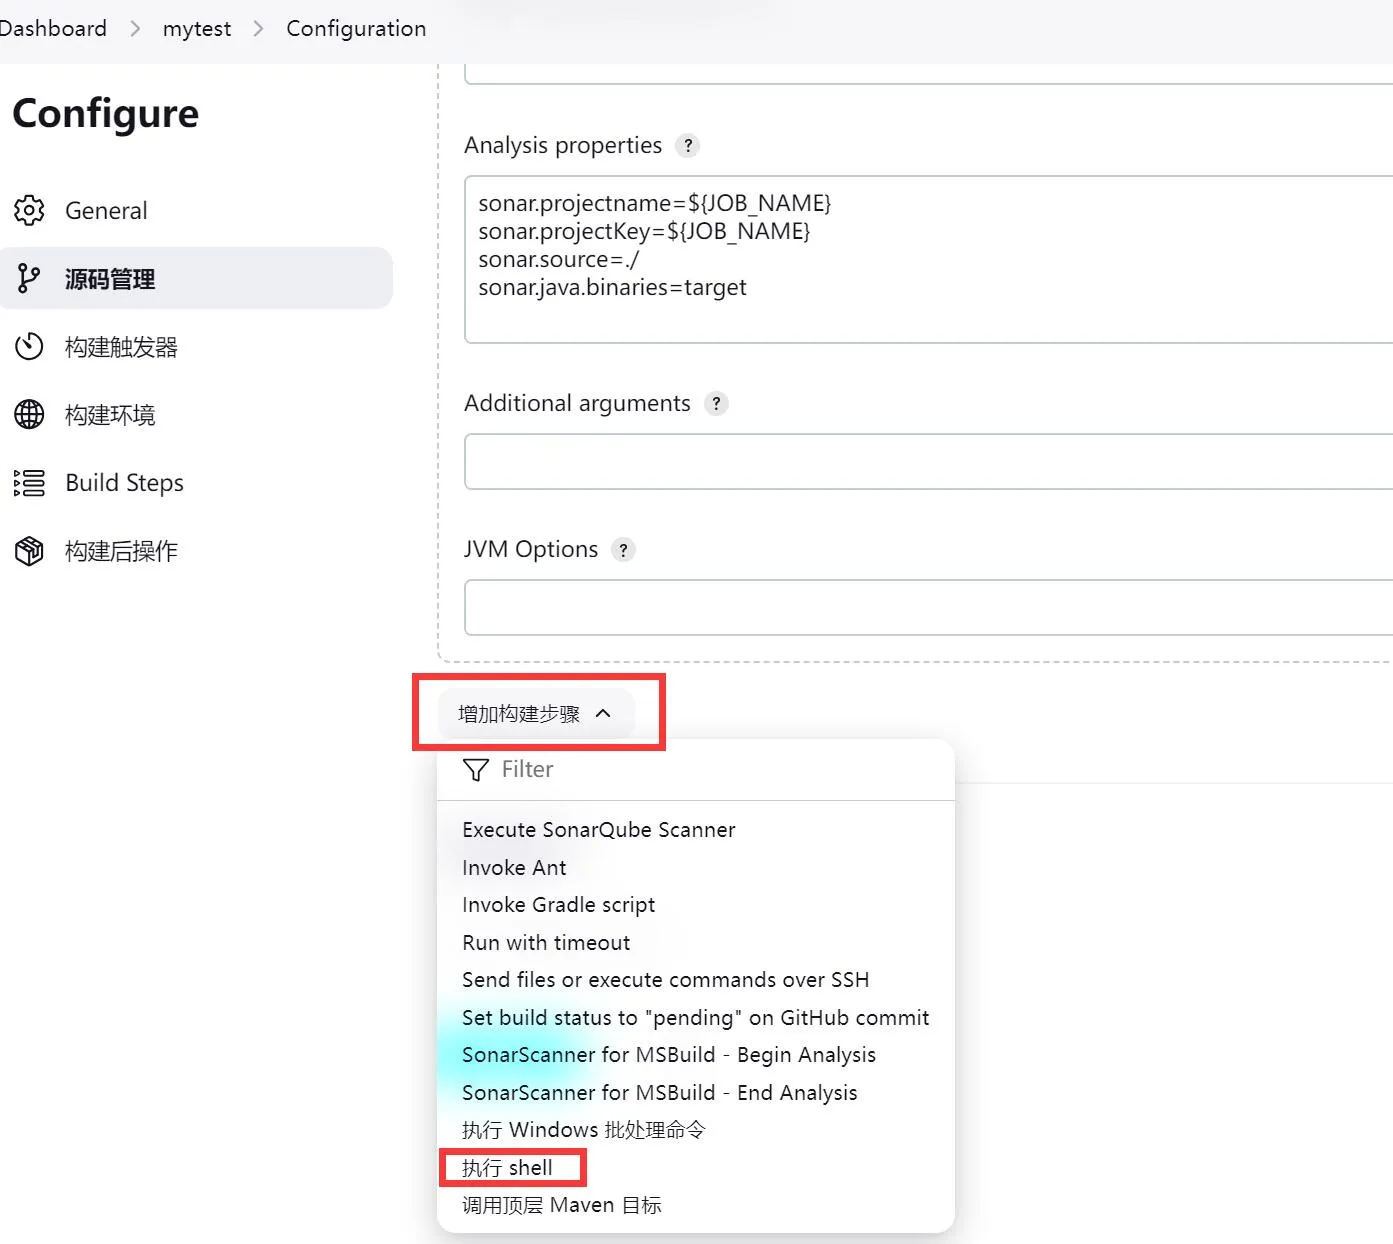 Dashboard > mytest > Configuration
Configure
General
源码管理
构建触发器
构建环境
Build Steps
构建后操作
Analysis properties ?
sonar.projectname=${JOB_NAME}
sonar.projectKey=${JOB_NAME}
sonar.source=./
sonar.java.binaries=target
Additional arguments ?
JVM Options ?
增加构建步骤
Filter
Execute SonarQube Scanner
Invoke Ant
Invoke Gradle script
Run with timeout
Send files or execute commands over SSH
Set build status to "pending" on GitHub commit
SonarScanner for MSBuild - Begin Analysis
SonarScanner for MSBuild - End Analysis
执行 Windows 批处理命令
执行 shell
调用顶层 Maven 目标